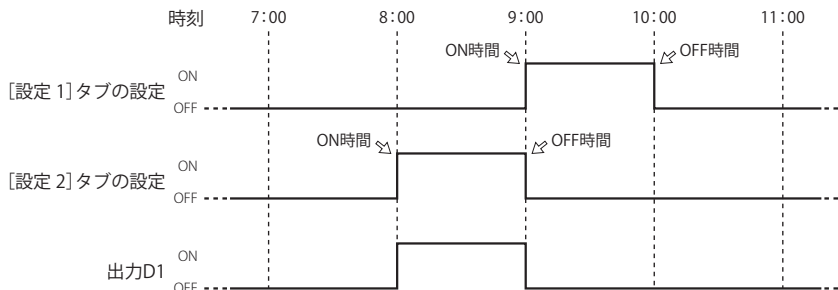 時刻 7:00 8:00 9:00 10:00 11:00
ON時間 OFF時間
ON
[設定 1]タブの設定
OFF
ON時間 OFF時間
ON
[設定 2]タブの設定
OFF
ON
出力D1
OFF